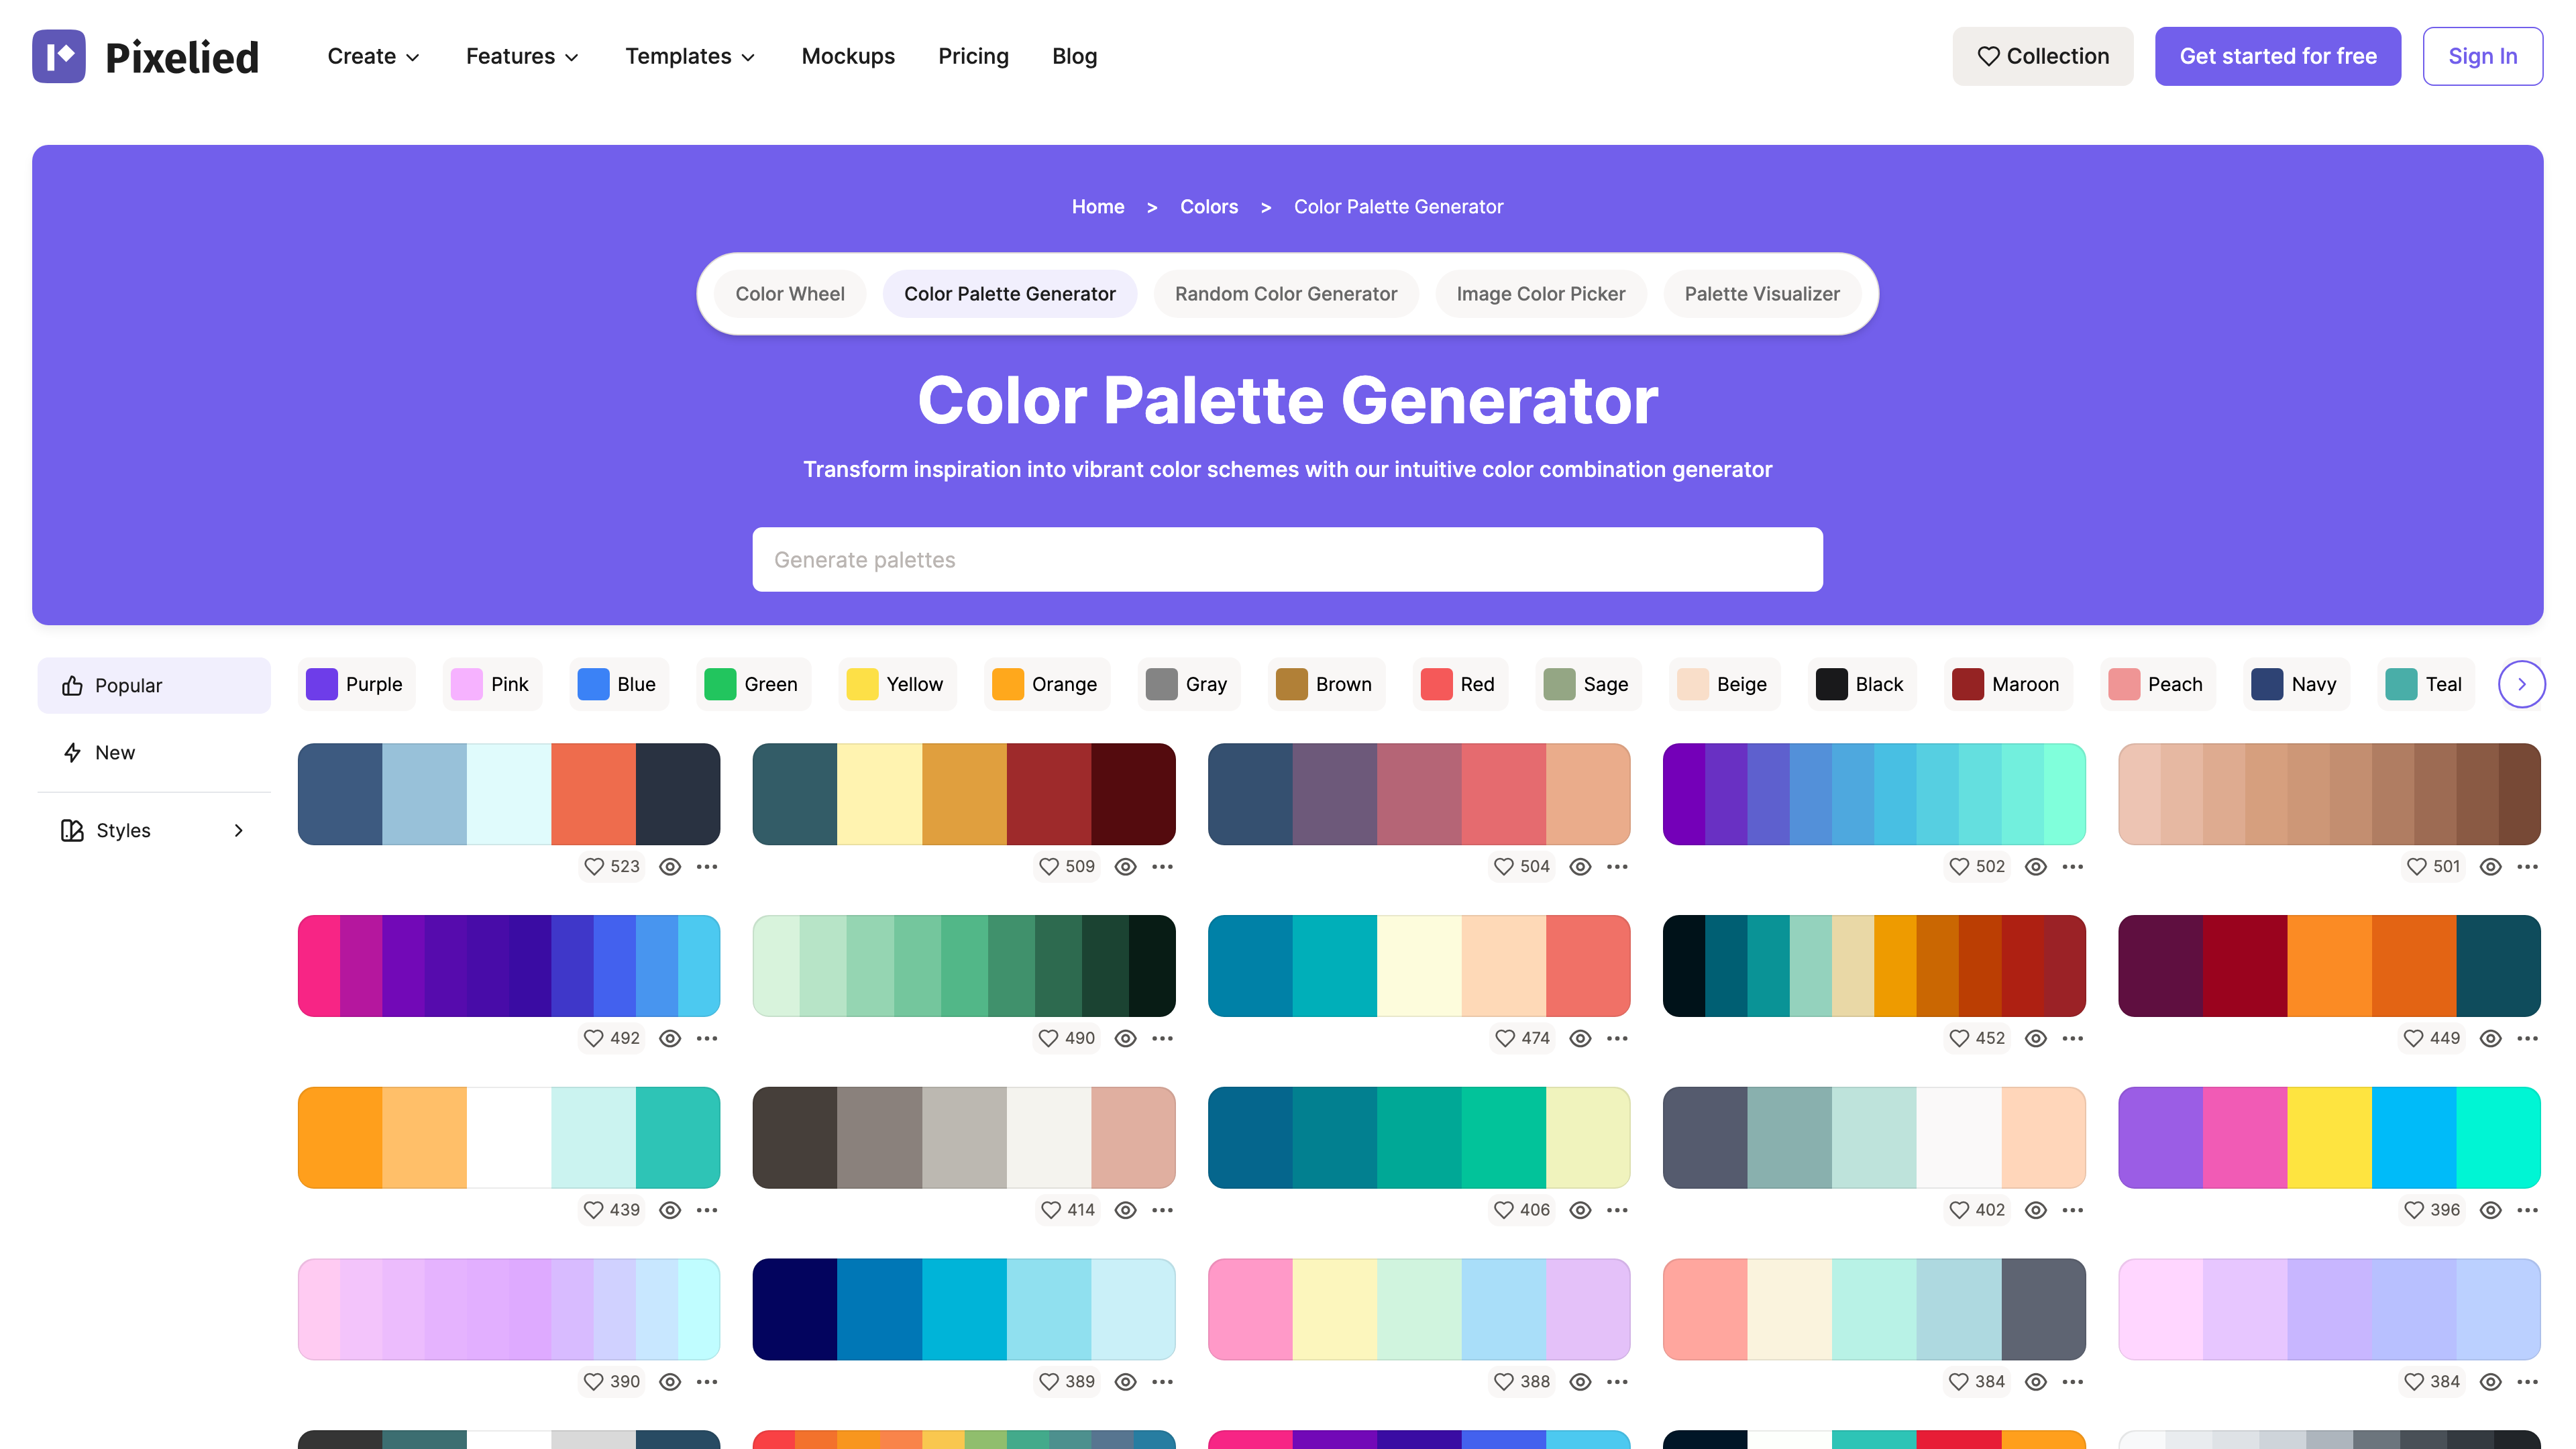 Pixelied
Create
Features
Templates
Mockups
Pricing
Blog
Collection
Get started for free
Sign In
Home > Colors > Color Palette Generator
Color Wheel
Color Palette Generator
Random Color Generator
Image Color Picker
Palette Visualizer
Color Palette Generator
Transform inspiration into vibrant color schemes with our intuitive color combination generator
Generate palettes
Popular
New
Styles
Purple
Pink
Blue
Green
Yellow
Orange
Gray
Brown
Red
Sage
Beige
Black
Maroon
Peach
Navy
Teal
523
509
504
502
501
492
490
474
452
449
439
414
406
402
396
390
389
388
384
384